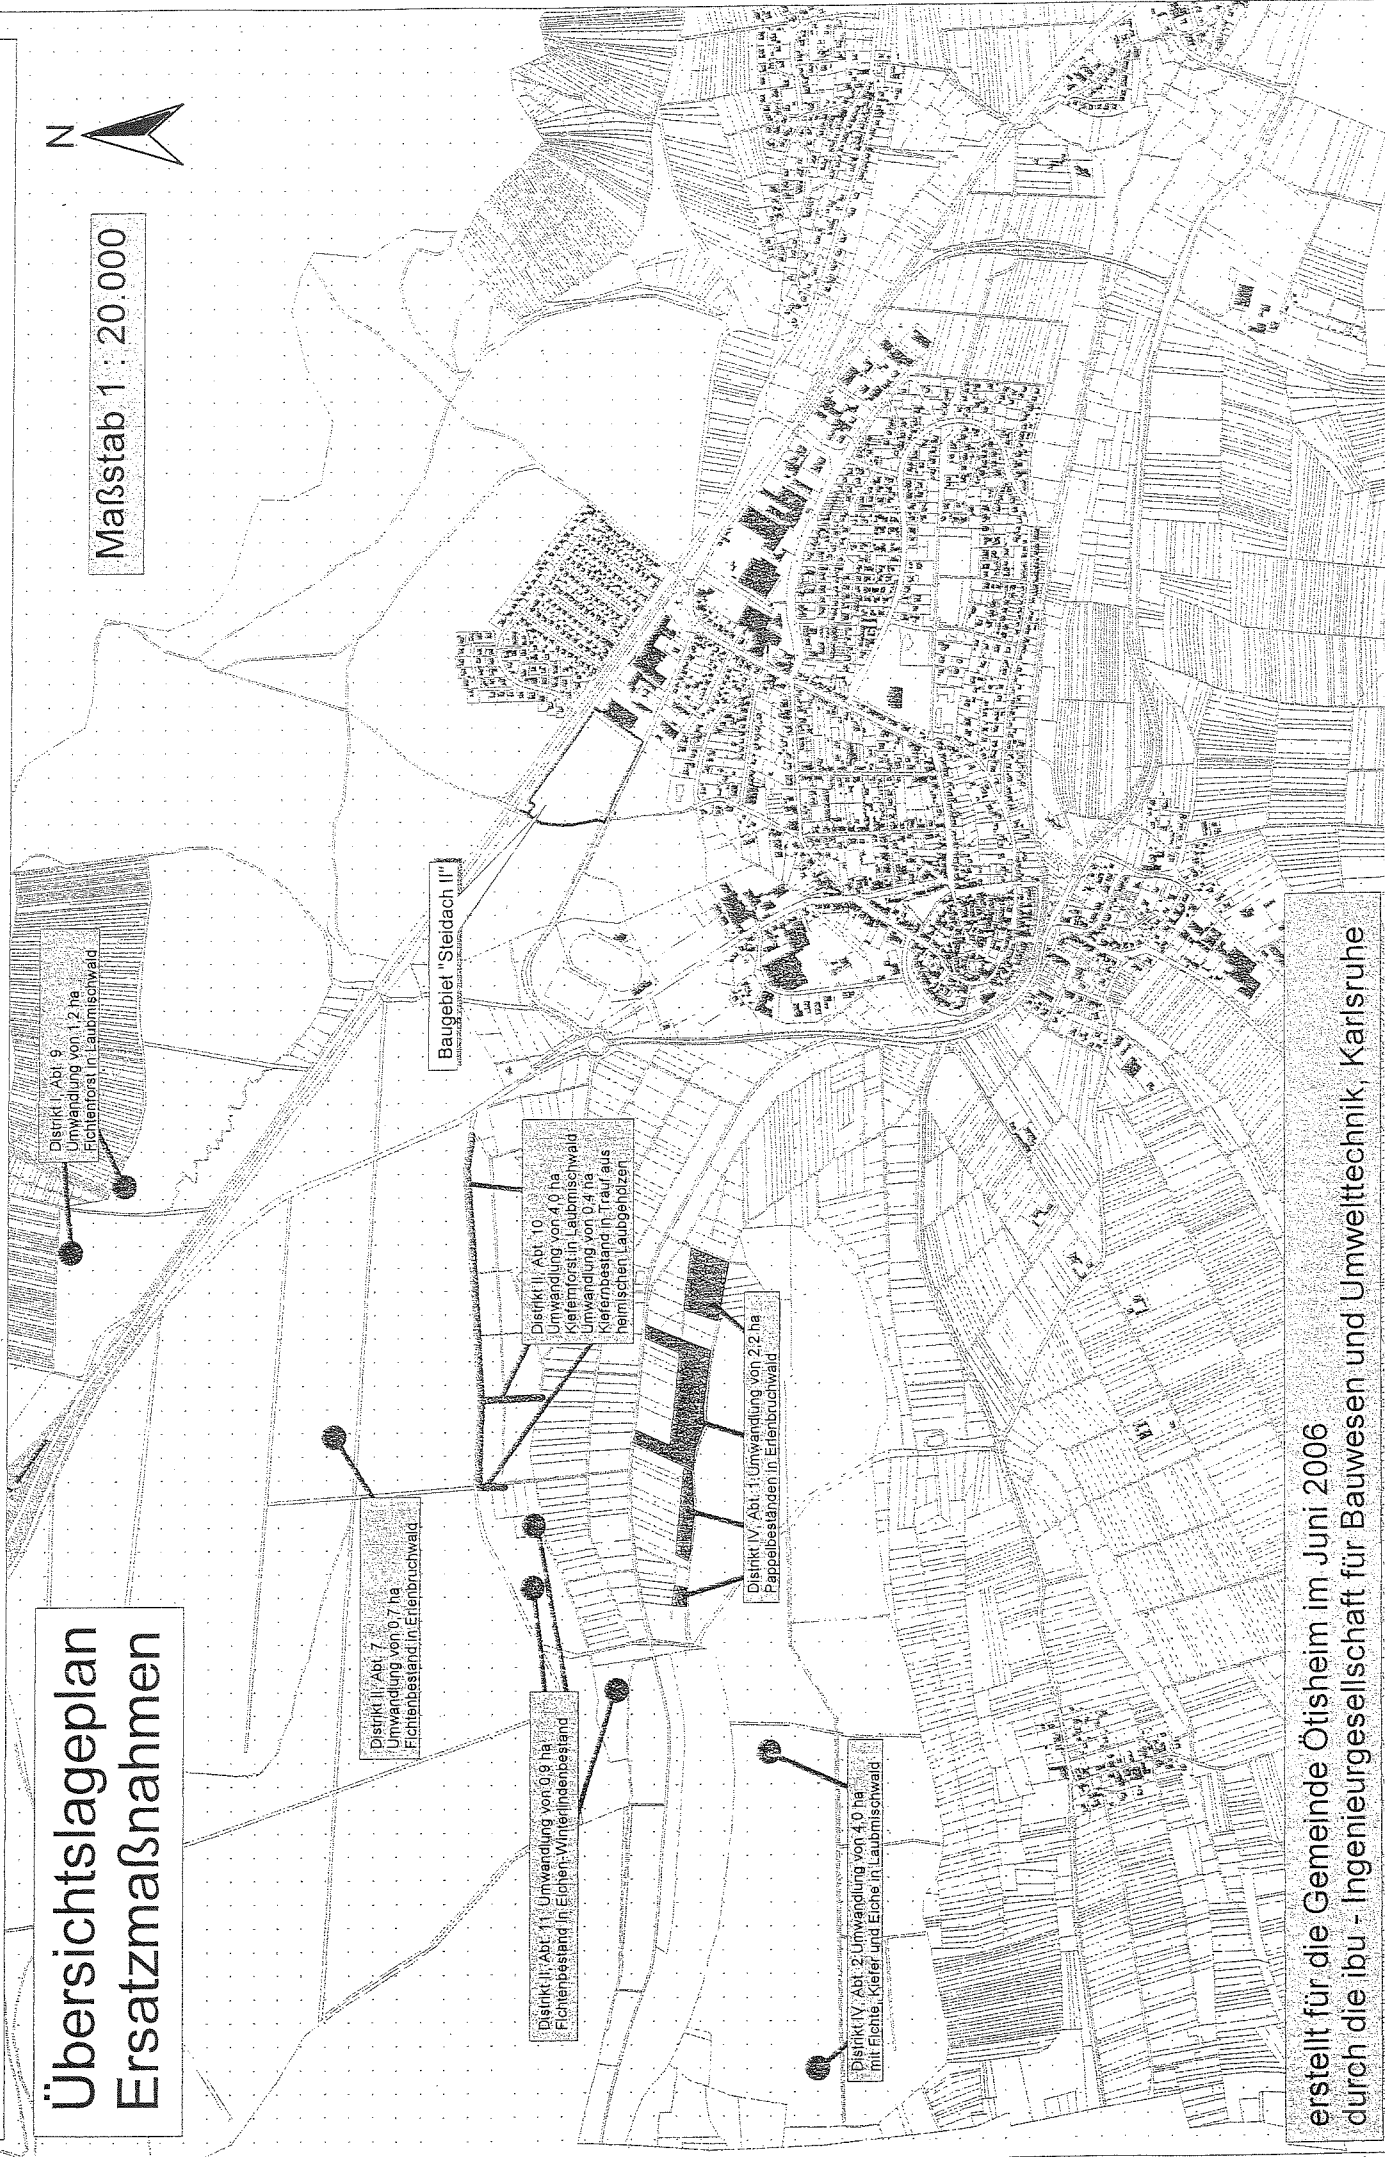 Übersichtslageplan
Ersatzmaßnahmen
Maßstab 1 : 20.000
N
Distrikt I, Abt. 9
Umwandlung von 1,2 ha
Fichtenforst in Laubmischwald
Distrikt II, Abt. 7
Umwandlung von 0,7 ha
Fichtenbestand in Erlenbruchwald
Baugebiet "Steidach II"
Distrikt II, Abt. 10
Umwandlung von 4,0 ha
Kiefernforst in Laubmischwald
Umwandlung von 0,4 ha
Kiefernbestand in Trauf aus
heimischen Laubgehölzen
Distrikt II, Abt. 11, Umwandlung von 0,9 ha
Fichtenbestand in Eichen-Winterlindenbestand
Distrikt IV, Abt. 1, Umwandlung von 2,2 ha
Pappelbeständen in Erlenbruchwald
Distrikt IV, Abt. 2, Umwandlung von 4,0 ha
mit Fichte, Kiefer und Eiche in Laubmischwald
erstellt für die Gemeinde Ötisheim im Juni 2006
durch die ibu - Ingenieurgesellschaft für Bauwesen und Umwelttechnik, Karlsruhe